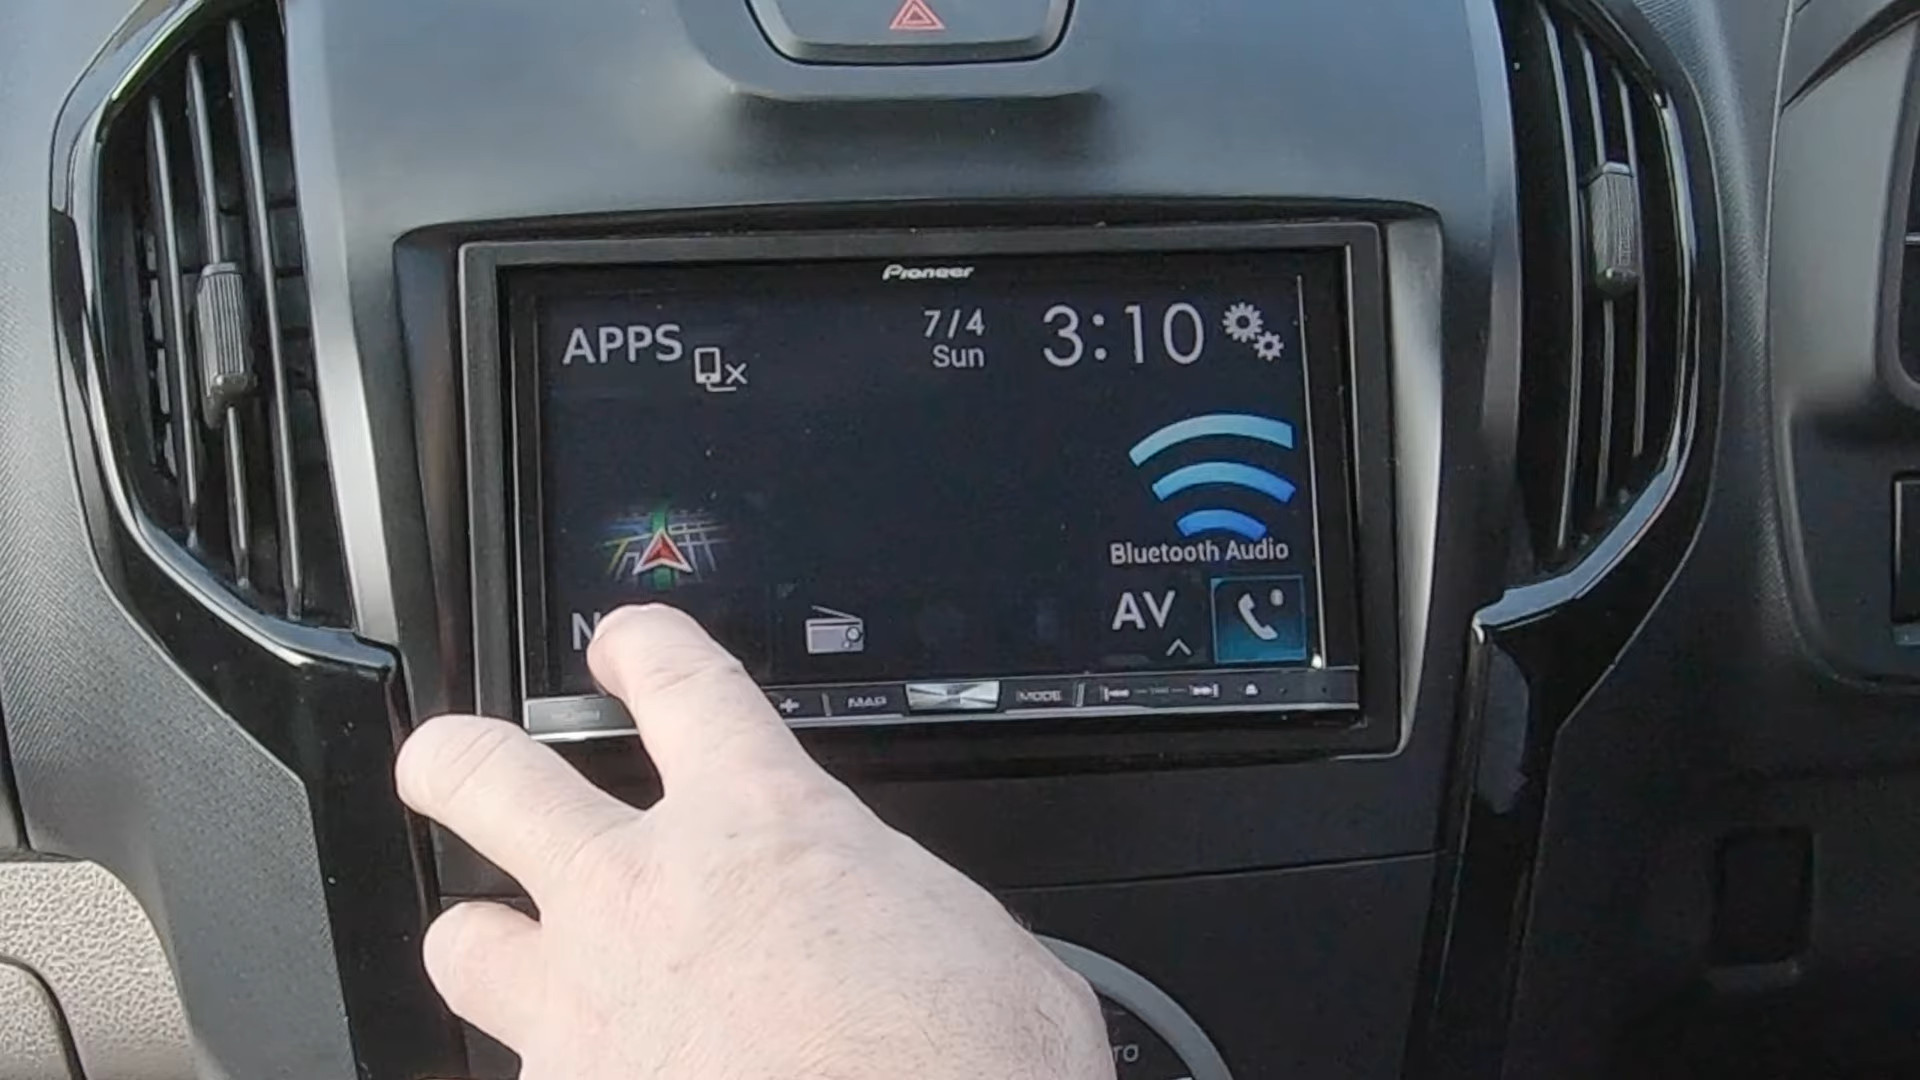 Pioneer
APPS
7/4
Sun
3:10
Bluetooth Audio
N
AV
MAP
MODE